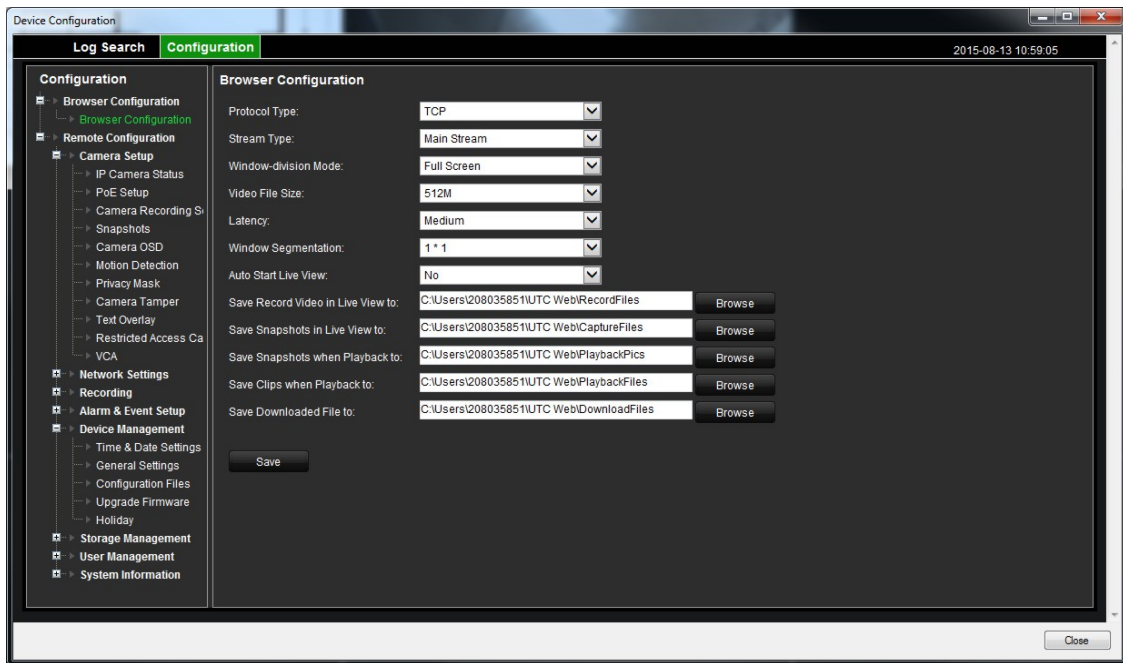 Device Configuration
Log Search
Configuration
2015-08-13 10:59:05
Configuration
Browser Configuration
Browser Configuration
Remote Configuration
Camera Setup
IP Camera Status
PoE Setup
Camera Recording S
Snapshots
Camera OSD
Motion Detection
Privacy Mask
Camera Tamper
Text Overlay
Restricted Access Ca
VCA
Network Settings
Recording
Alarm & Event Setup
Device Management
Time & Date Settings
General Settings
Configuration Files
Upgrade Firmware
Holiday
Storage Management
User Management
System Information
Browser Configuration
Protocol Type: TCP
Stream Type: Main Stream
Window-division Mode: Full Screen
Video File Size: 512M
Latency: Medium
Window Segmentation: 1 * 1
Auto Start Live View: No
Save Record Video in Live View to: C:\Users\208035851\UTC Web\RecordFiles Browse
Save Snapshots in Live View to: C:\Users\208035851\UTC Web\CaptureFiles Browse
Save Snapshots when Playback to: C:\Users\208035851\UTC Web\PlaybackPics Browse
Save Clips when Playback to: C:\Users\208035851\UTC Web\PlaybackFiles Browse
Save Downloaded File to: C:\Users\208035851\UTC Web\DownloadFiles Browse
Save
Close